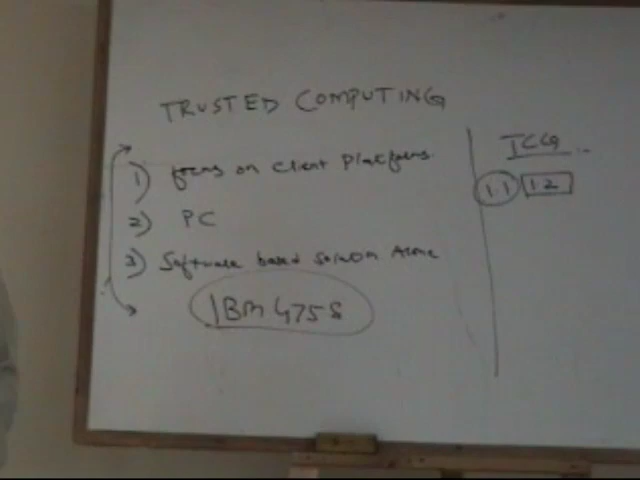 TRUSTED COMPUTING
1) focus on Client Platforms.
2) PC
3) Software based solution Alone
IBM 4758
TCG
1.1 1.2